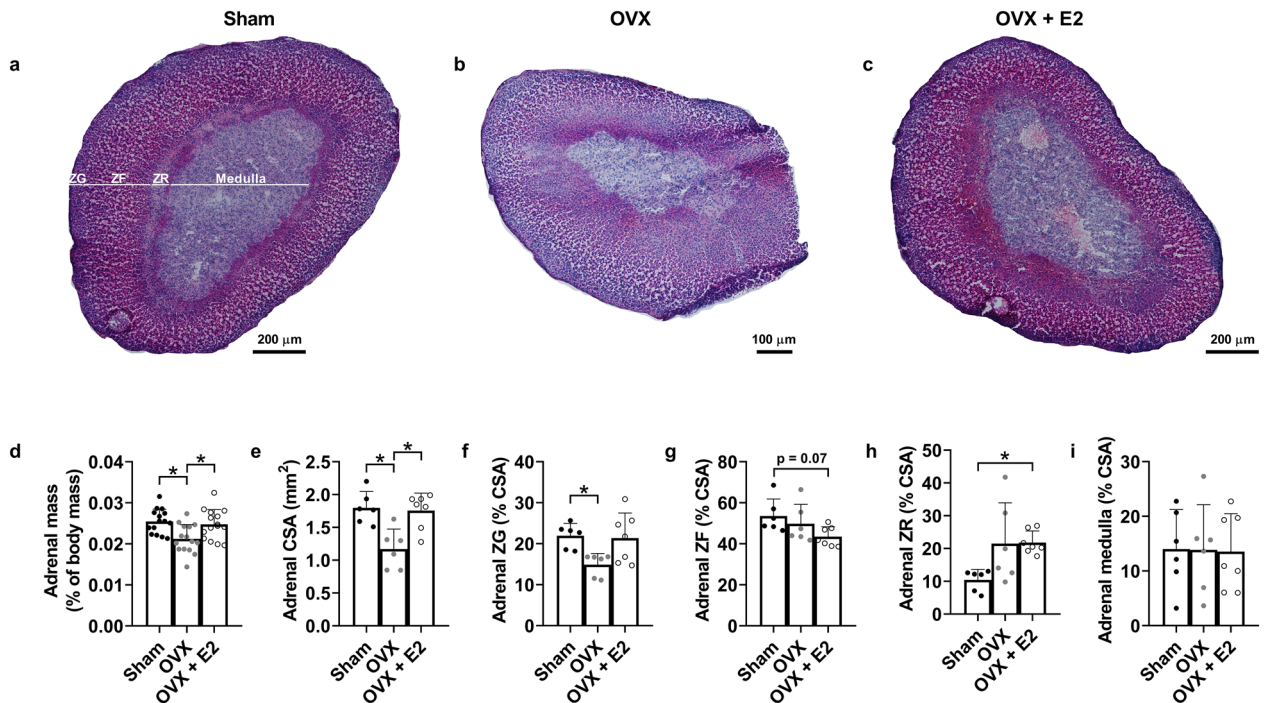 Sham
OVX
OVX + E2
a
b
c
ZG ZF ZR Medulla
200 μm
100 μm
200 μm
d
Adrenal mass
(% of body mass)
0.04
0.03
0.02
0.01
0.00
*
*
Sham
OVX
OVX + E2
e
Adrenal CSA (mm²)
2.5
2.0
1.5
1.0
0.5
0.0
*
*
Sham
OVX
OVX + E2
f
Adrenal ZG (% CSA)
40
30
20
10
0
*
Sham
OVX
OVX + E2
g
Adrenal ZF (% CSA)
80
60
40
20
0
p = 0.07
Sham
OVX
OVX + E2
h
Adrenal ZR (% CSA)
50
40
30
20
10
0
*
Sham
OVX
OVX + E2
i
Adrenal medulla (% CSA)
30
20
10
0
Sham
OVX
OVX + E2